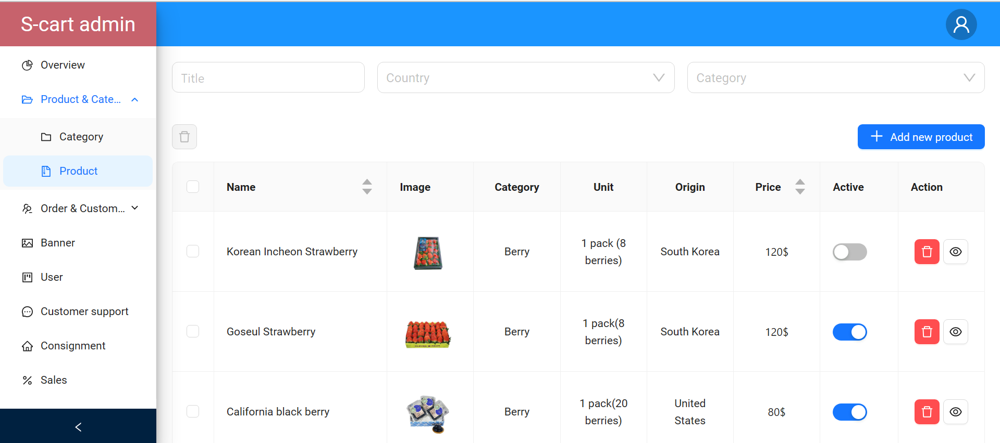 S-cart admin
Overview
Product & Cate...
Category
Product
Order & Custom...
Banner
User
Customer support
Consignment
Sales
Title
Country
Category
Add new product
Name
Image
Category
Unit
Origin
Price
Active
Action
Korean Incheon Strawberry
Berry
1 pack (8
berries)
South Korea
120$
Goseul Strawberry
Berry
1 pack(8
berries)
South Korea
120$
California black berry
Berry
1 pack(20
berries)
United
States
80$